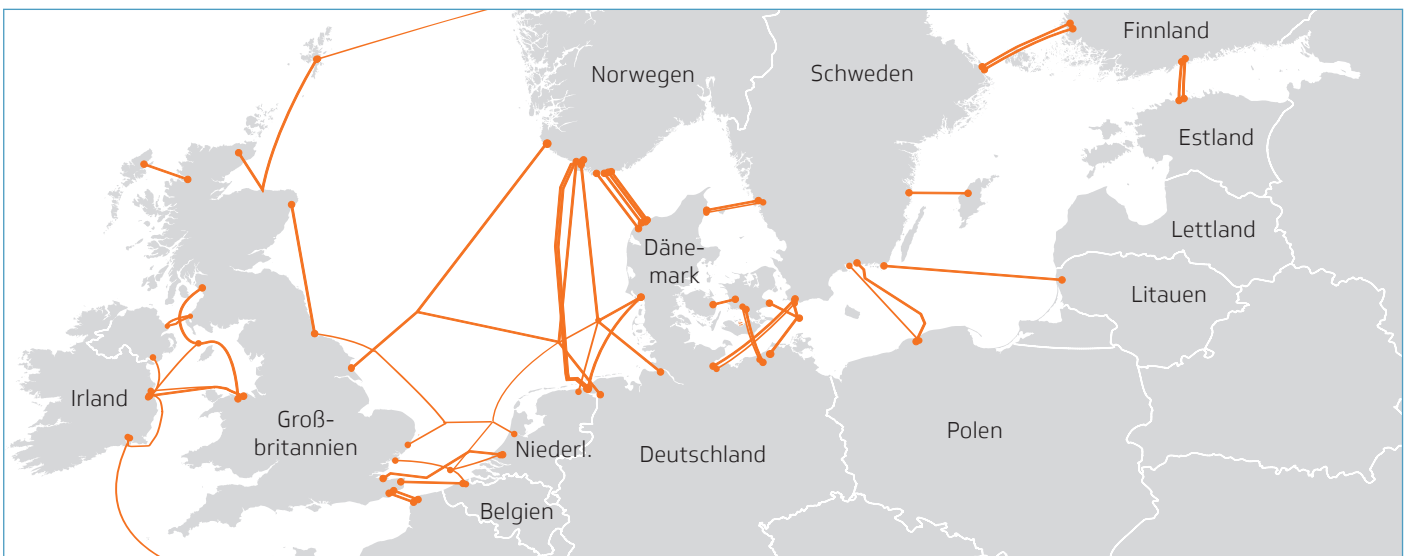 Finnland
Norwegen
Schweden
Estland
Lettland
Däne-
mark
Litauen
Irland
Groß-
britannien
Niederl.
Deutschland
Polen
Belgien